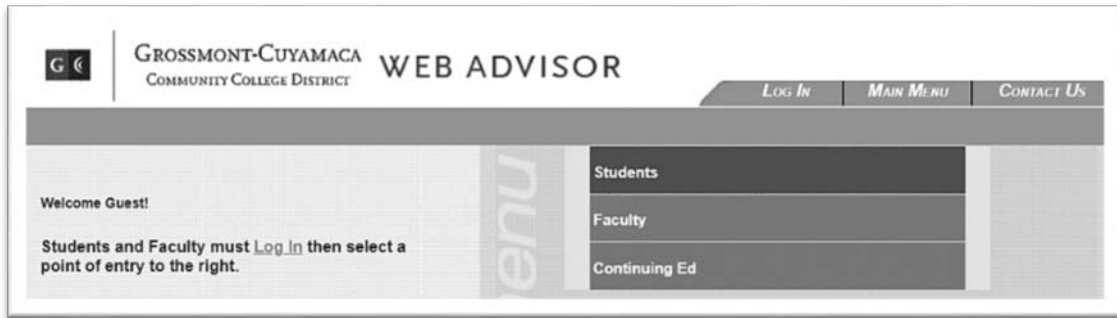 G C
GROSSMONT-CUYAMACA
COMMUNITY COLLEGE DISTRICT
WEB ADVISOR
LOG IN
MAIN MENU
CONTACT US
Welcome Guest!
Students and Faculty must Log In then select a
point of entry to the right.
menu
Students
Faculty
Continuing Ed